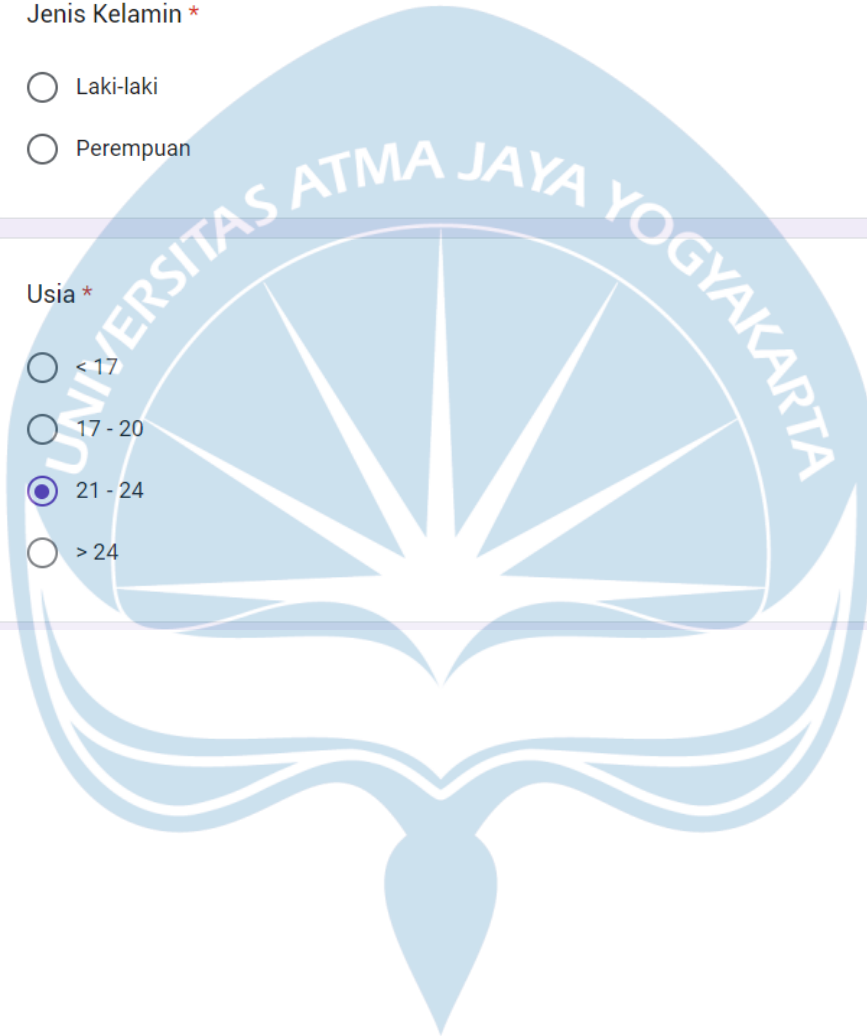 Jenis Kelamin *
Laki-laki
Perempuan
UNIVERSITAS ATMA JAYA YOGYAKARTA
Usia *
< 17
17 - 20
21 - 24
> 24